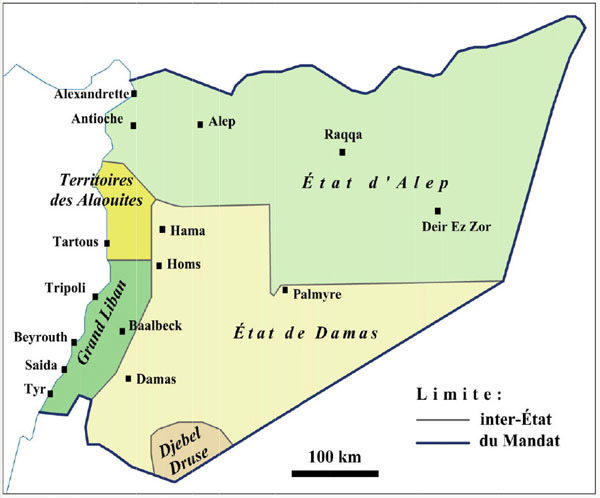 Alexandrette
Antioche
Alep
Raqqa
Territoires
des Alaouites
État d'Alep
Deir Ez Zor
Hama
Tartous
Homs
Tripoli
Palmyre
Grand Liban
Baalbeck
État de Damas
Beyrouth
Saida
Damas
Tyr
Limite :
inter-État
du Mandat
Djebel
Druse
100 km